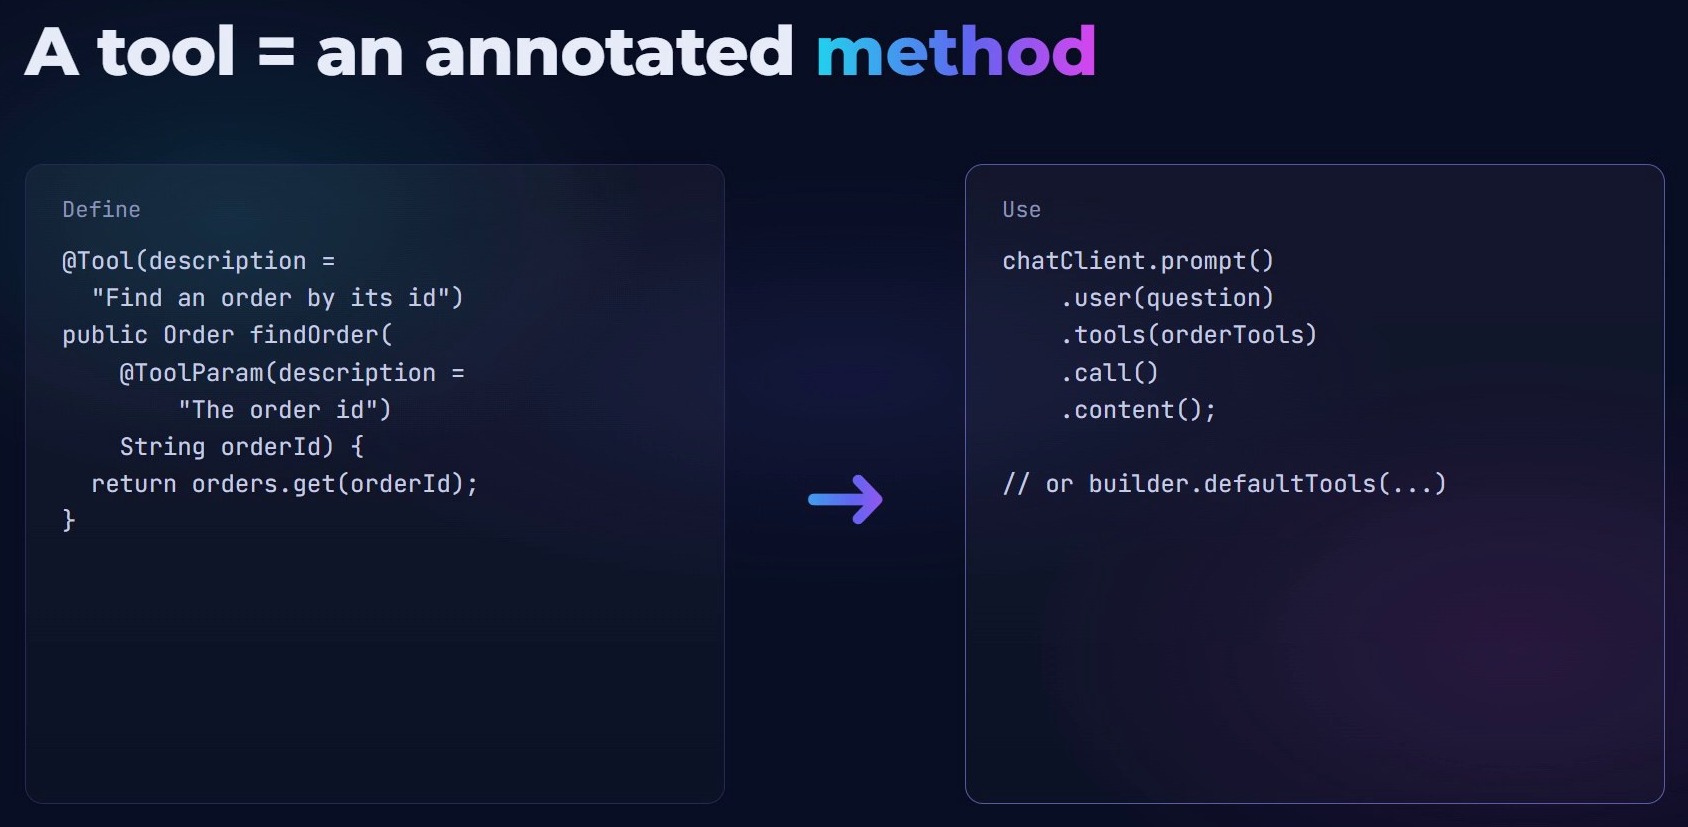 A tool = an annotated method
Define
@Tool(description =
  "Find an order by its id")
public Order findOrder(
    @ToolParam(description =
        "The order id")
    String orderId) {
  return orders.get(orderId);
}
Use
chatClient.prompt()
    .user(question)
    .tools(orderTools)
    .call()
    .content();
// or builder.defaultTools(...)